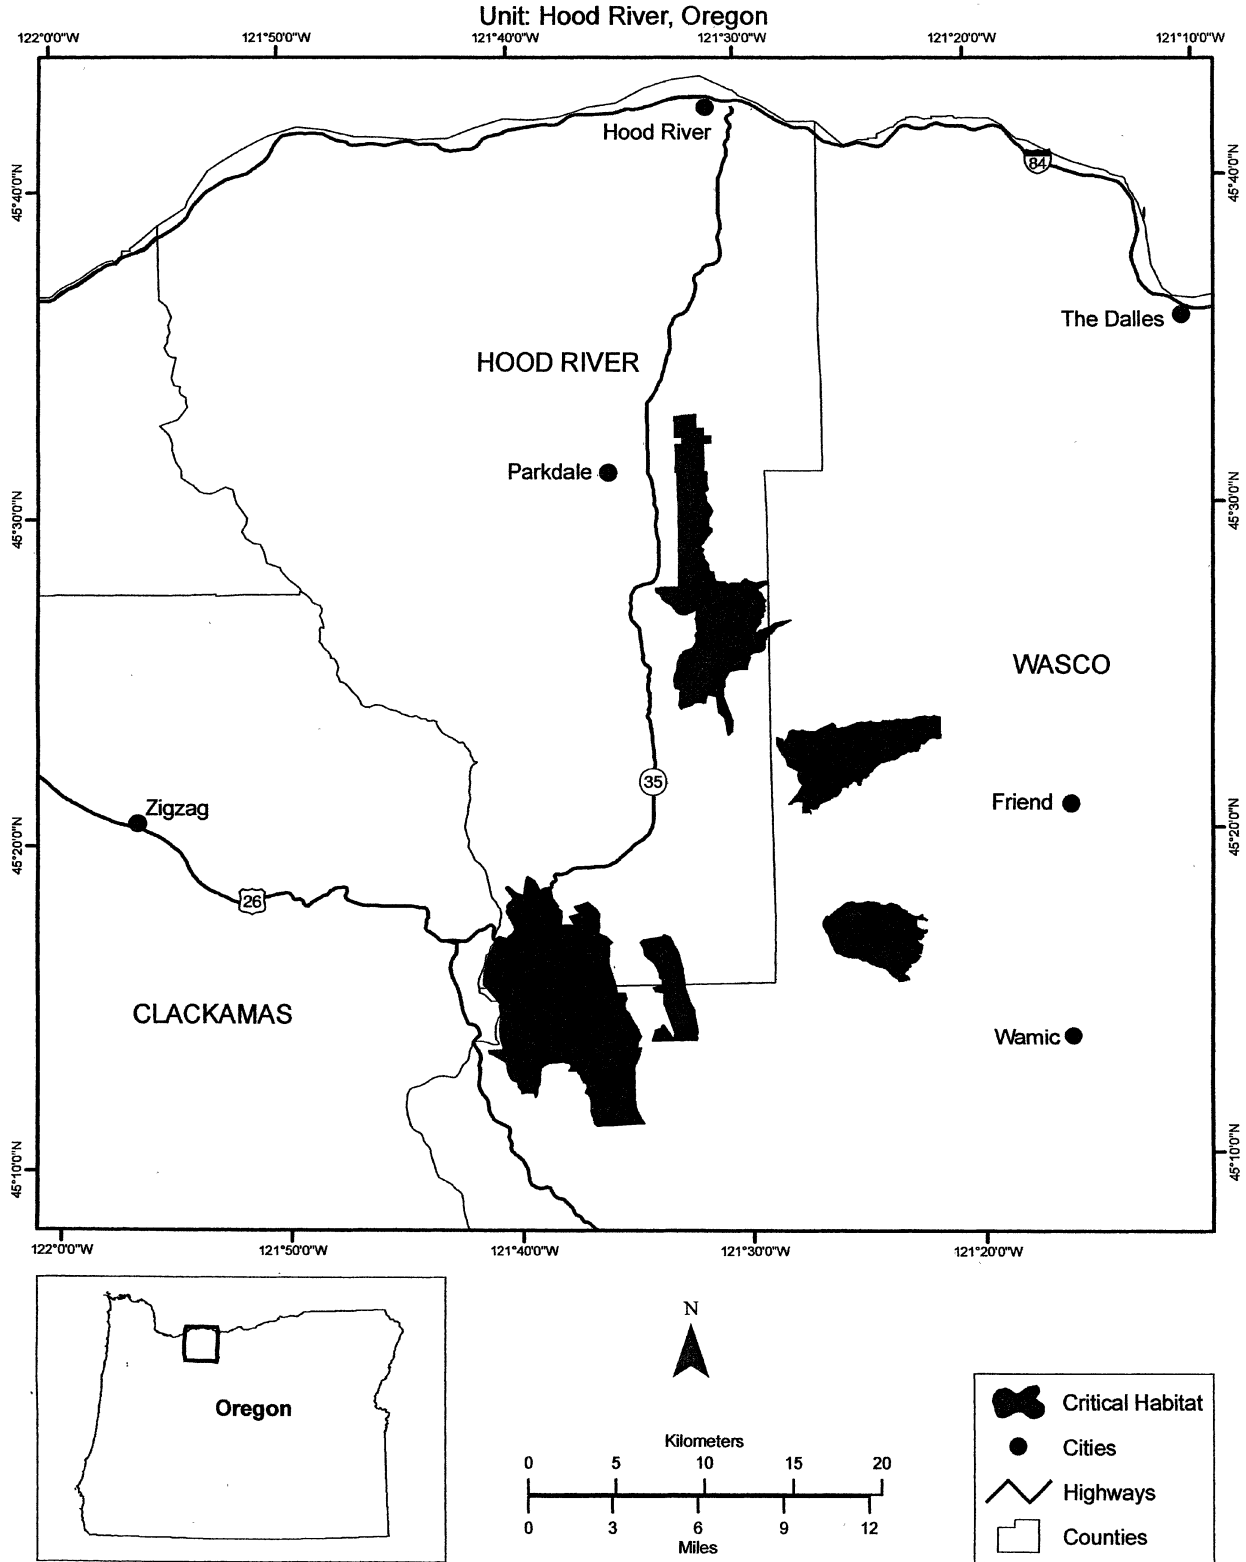 Unit: Hood River, Oregon
122°0'0"W 121°50'0"W 121°40'0"W 121°30'0"W 121°20'0"W 121°10'0"W
Hood River
84
45°40'0"N
45°40'0"N
The Dalles
HOOD RIVER
Parkdale
45°30'0"N
45°30'0"N
WASCO
35
Zigzag
Friend
45°20'0"N
45°20'0"N
26
CLACKAMAS
Wamic
45°10'0"N
45°10'0"N
122°0'0"W 121°50'0"W 121°40'0"W 121°30'0"W 121°20'0"W
Oregon
N
Kilometers
0 5 10 15 20
0 3 6 9 12
Miles
Critical Habitat
Cities
Highways
Counties